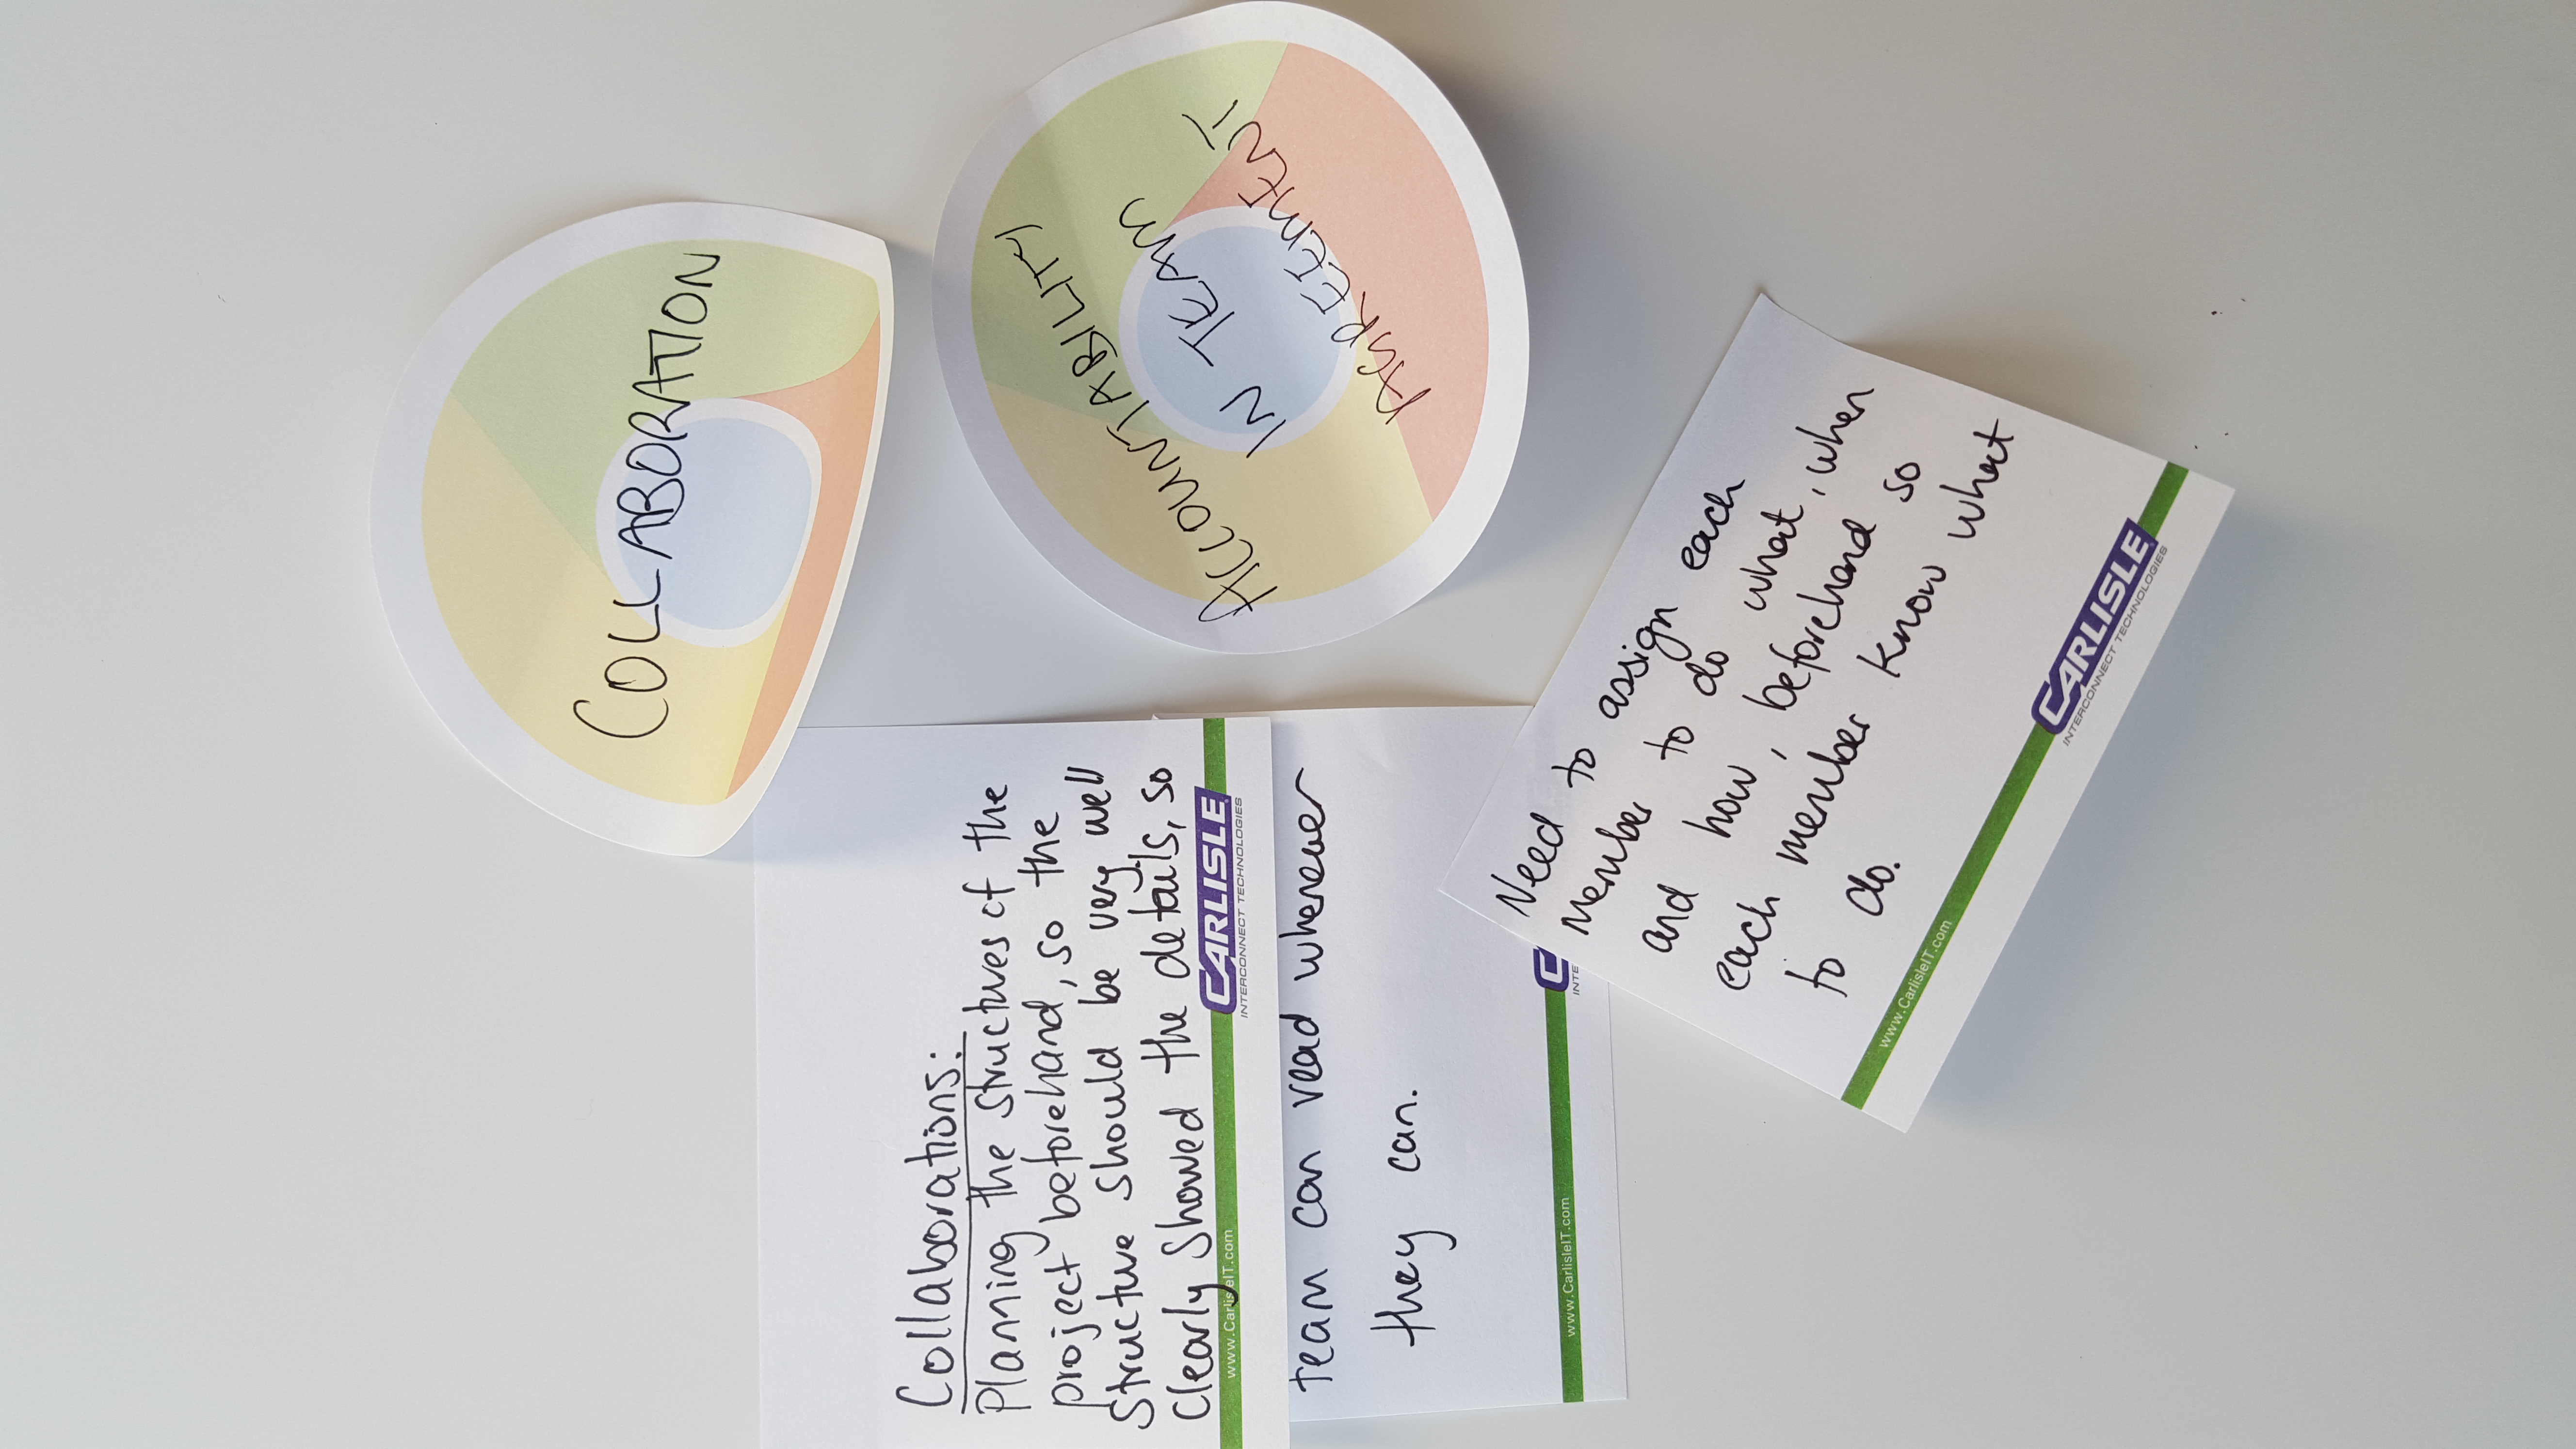 COLLABORATION
Collaborations:
Planning the structures of the
project beforehand, so the
structure should be very well
clearly showed the details, so
www.CarlisleIT.com
CARLISLE
INTERCONNECT TECHNOLOGIES
team can read whenever
they can.
www.CarlisleIT.com
C
INTE
ACCOUNTABILITY
IN TEAM
AGREEMENT
Need to assign each
Member to do what, when
and how, beforehand so
each member know what
to do.
www.CarlisleIT.com
CARLISLE
INTERCONNECT TECHNOLOGIES